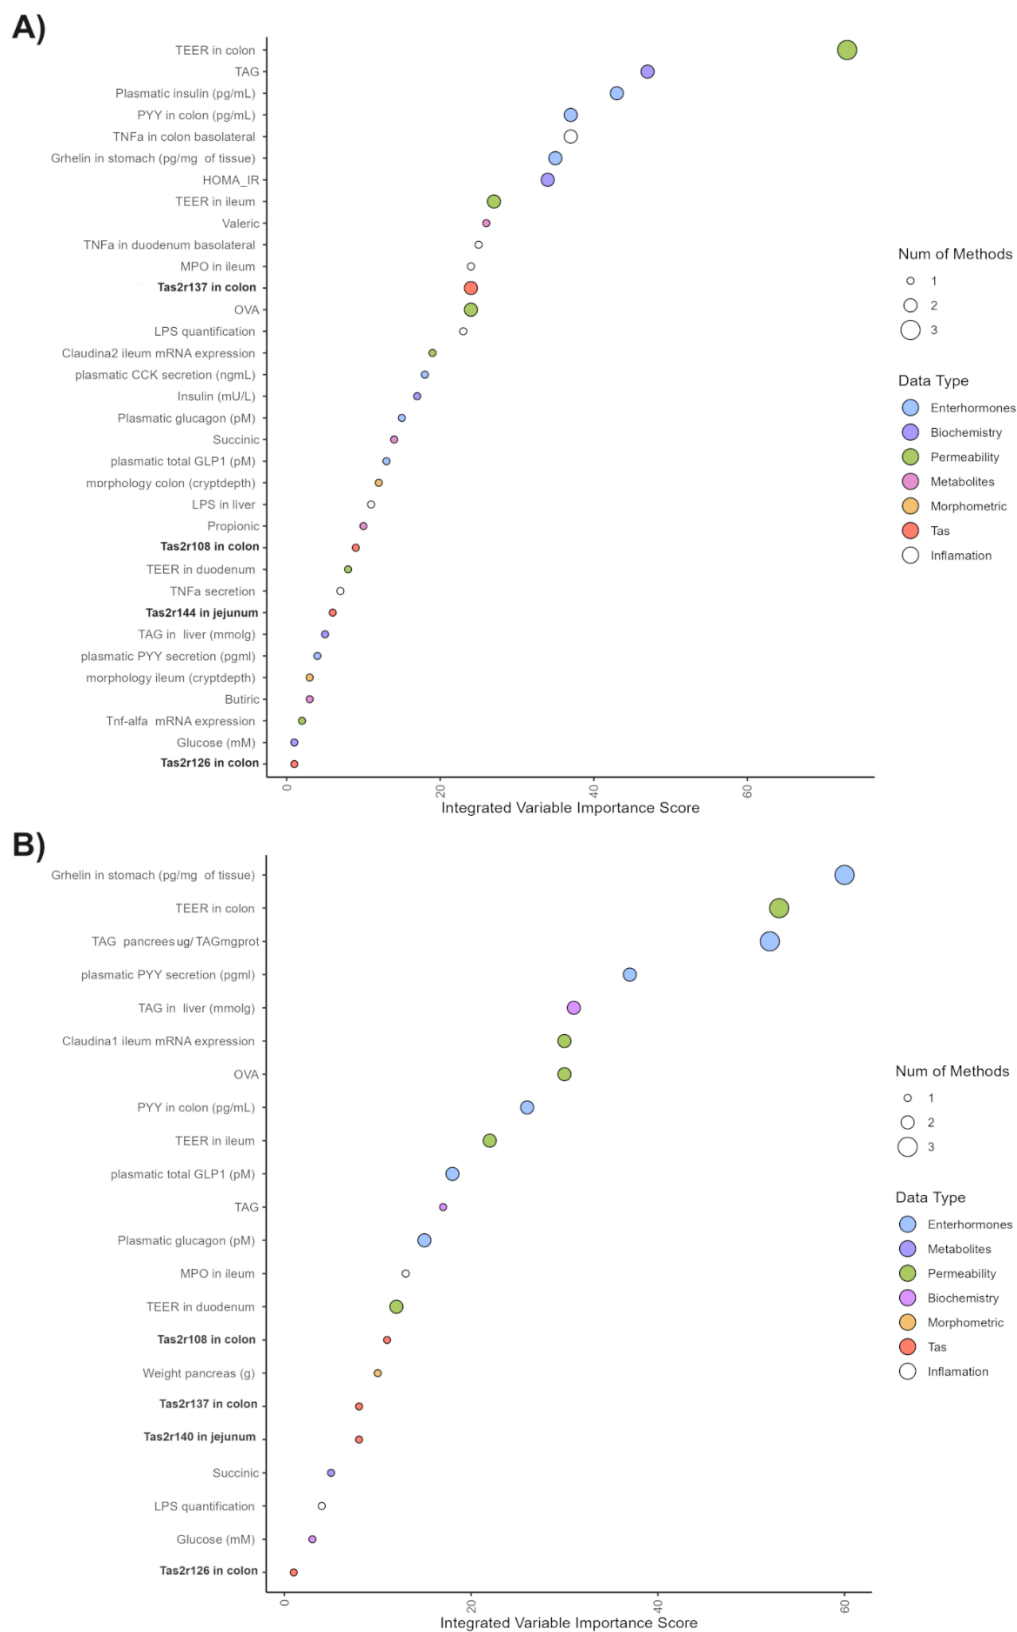 A)
TEER in colon
TAG
Plasmatic insulin (pg/mL)
PYY in colon (pg/mL)
TNFa in colon basolateral
Grhelin in stomach (pg/mg of tissue)
HOMA_IR
TEER in ileum
Valeric
TNFa in duodenum basolateral
MPO in ileum
Tas2r137 in colon
OVA
LPS quantification
Claudina2 ileum mRNA expression
plasmatic CCK secretion (ngmL)
Insulin (mU/L)
Plasmatic glucagon (pM)
Succinic
plasmatic total GLP1 (pM)
morphology colon (cryptdepth)
LPS in liver
Propionic
Tas2r108 in colon
TEER in duodenum
TNFa secretion
Tas2r144 in jejunum
TAG in liver (mmolg)
plasmatic PYY secretion (pgml)
morphology ileum (cryptdepth)
Butiric
Tnf-alfa mRNA expression
Glucose (mM)
Tas2r126 in colon
0 20 40 60
Integrated Variable Importance Score
Num of Methods
1
2
3
Data Type
Enterhormones
Biochemistry
Permeability
Metabolites
Morphometric
Tas
Inflamation
B)
Grhelin in stomach (pg/mg of tissue)
TEER in colon
TAG pancrees ug/ TAGmgprot
plasmatic PYY secretion (pgml)
TAG in liver (mmolg)
Claudina1 ileum mRNA expression
OVA
PYY in colon (pg/mL)
TEER in ileum
plasmatic total GLP1 (pM)
TAG
Plasmatic glucagon (pM)
MPO in ileum
TEER in duodenum
Tas2r108 in colon
Weight pancreas (g)
Tas2r137 in colon
Tas2r140 in jejunum
Succinic
LPS quantification
Glucose (mM)
Tas2r126 in colon
0 20 40 60
Integrated Variable Importance Score
Num of Methods
1
2
3
Data Type
Enterhormones
Metabolites
Permeability
Biochemistry
Morphometric
Tas
Inflamation